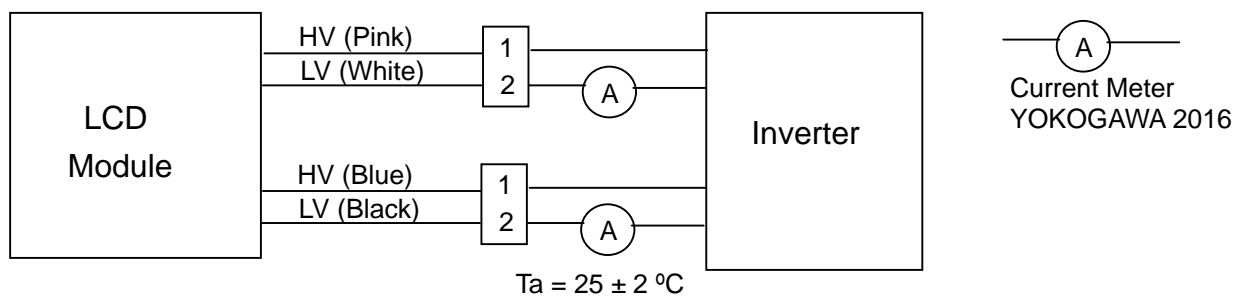 HV (Pink)
1
A
LV (White)
2
A
Current Meter
YOKOGAWA 2016
LCD
Module
Inverter
HV (Blue)
1
LV (Black)
2
A
Ta = 25 ± 2 ºC